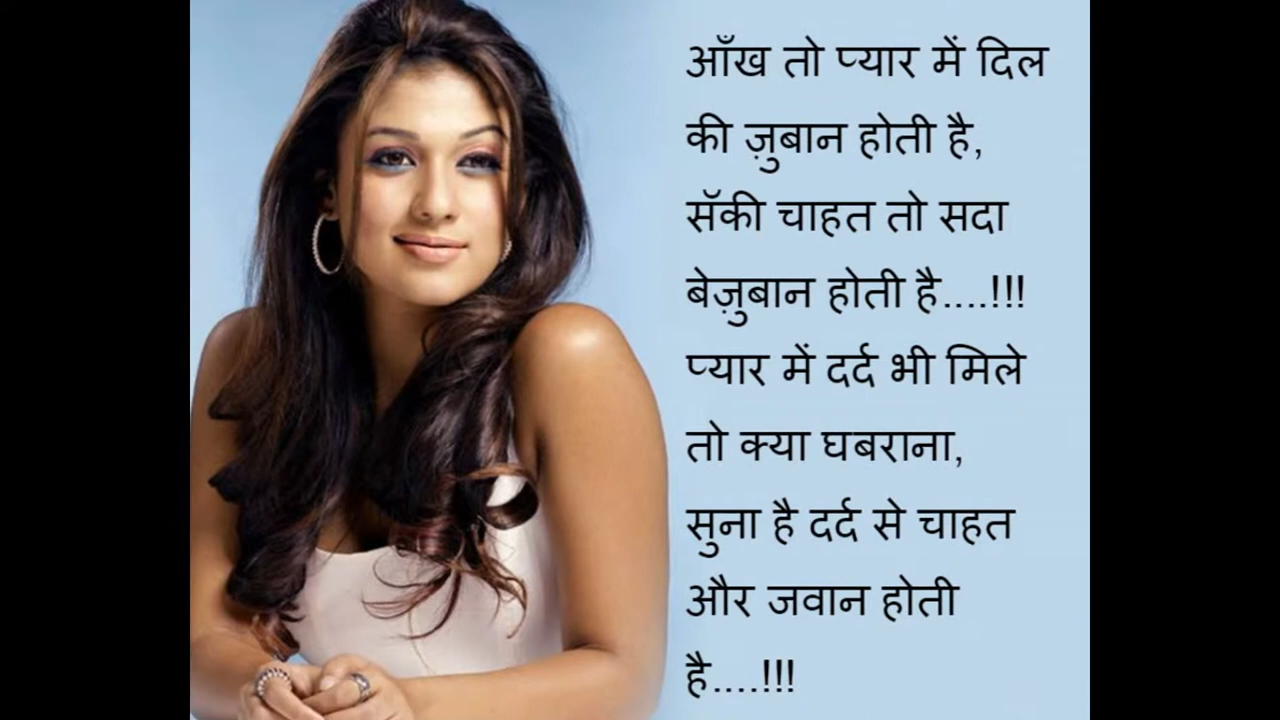 आँख तो प्यार में दिल
की ज़ुबान होती है,
सॅकी चाहत तो सदा
बेज़ुबान होती है....!!!
प्यार में दर्द भी मिले
तो क्या घबराना,
सुना है दर्द से चाहत
और जवान होती
है....!!!